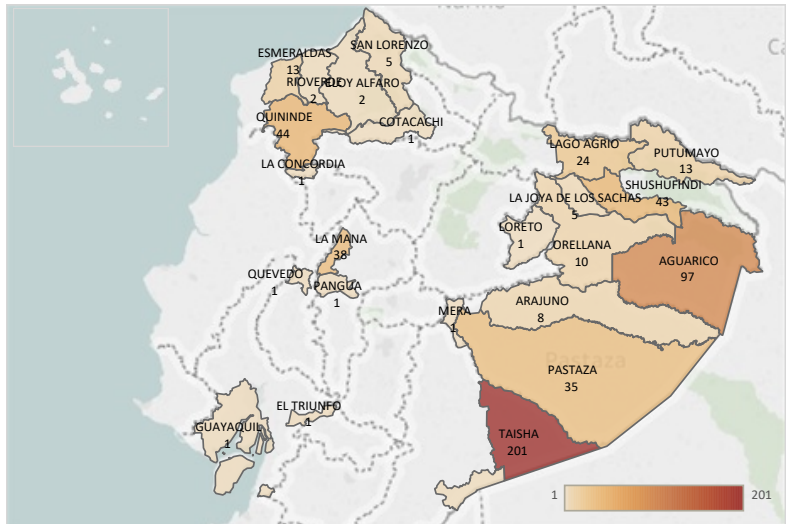 SAN LORENZO
5
ESMERALDAS
13
RIOVERDE
2
ELOY ALFARO
2
QUININDE
44
COTACACHI
1
LA CONCORDIA
1
LAGO AGRIO
24
PUTUMAYO
13
SHUSHUFINDI
43
LA JOYA DE LOS SACHAS
5
LORETO
1
ORELLANA
10
AGUARICO
97
LA MANA
38
QUEVEDO
1
PANGUA
1
MERA
1
ARAJUNO
8
Pastaza
PASTAZA
35
EL TRIUNFO
1
GUAYAQUIL
1
TAISHA
201
1
201